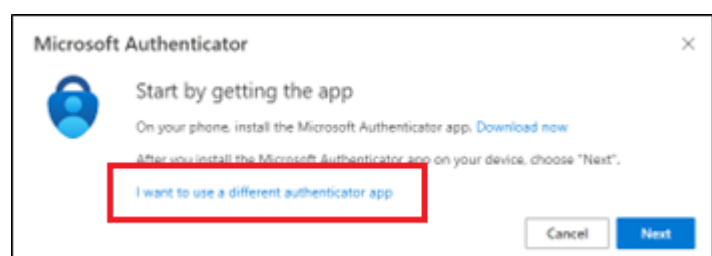 Microsoft Authenticator
Start by getting the app
On your phone, install the Microsoft Authenticator app. Download now
After you install the Microsoft Authenticator app on your device, choose "Next".
I want to use a different authenticator app
Cancel Next